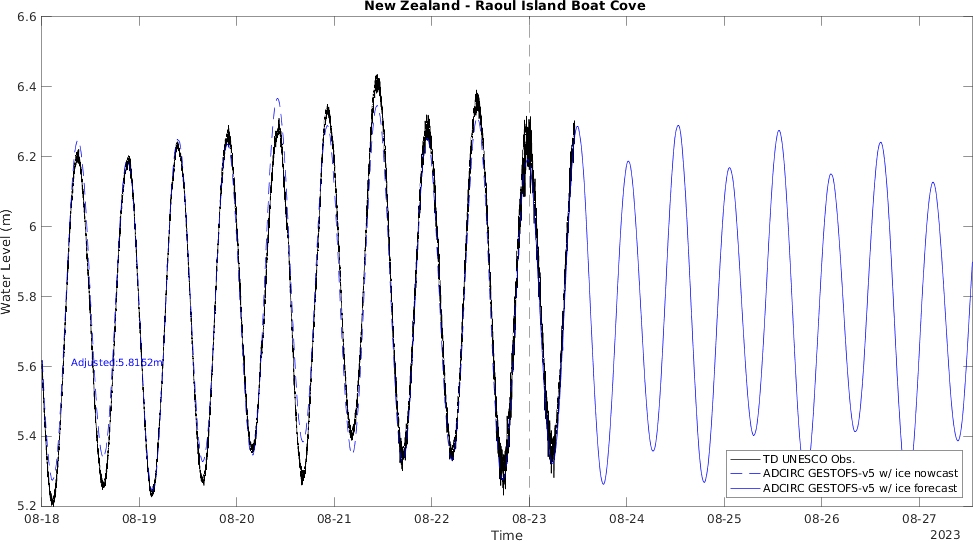 New Zealand - Raoul Island Boat Cove
6.6
6.4
6.2
6
5.8
5.6
5.4
5.2
Water Level (m)
Adjusted:5.8162m
TD UNESCO Obs.
ADCIRC GESTOFS-v5 w/ ice nowcast
ADCIRC GESTOFS-v5 w/ ice forecast
08-18 08-19 08-20 08-21 08-22 08-23 08-24 08-25 08-26 08-27
Time
2023